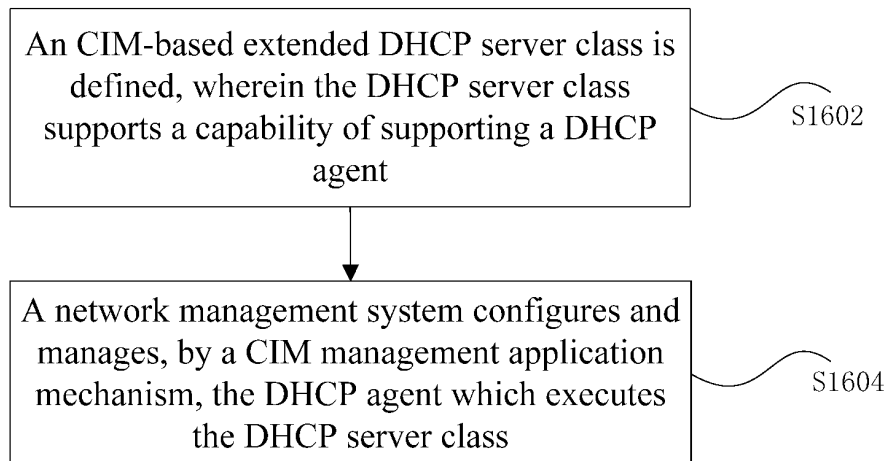 An CIM-based extended DHCP server class is
defined, wherein the DHCP server class
supports a capability of supporting a DHCP
agent
S1602
A network management system configures and
manages, by a CIM management application
mechanism, the DHCP agent which executes
the DHCP server class
S1604